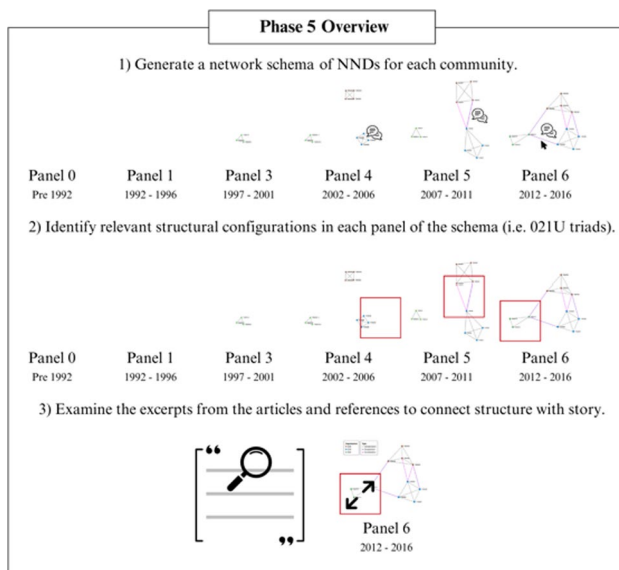 Phase 5 Overview
1) Generate a network schema of NNDs for each community.
Panel 0 Panel 1 Panel 3 Panel 4 Panel 5 Panel 6
Pre 1992 1992 - 1996 1997 - 2001 2002 - 2006 2007 - 2011 2012 - 2016
2) Identify relevant structural configurations in each panel of the schema (i.e. 021U triads).
Panel 0 Panel 1 Panel 3 Panel 4 Panel 5 Panel 6
Pre 1992 1992 - 1996 1997 - 2001 2002 - 2006 2007 - 2011 2012 - 2016
3) Examine the excerpts from the articles and references to connect structure with story.
Panel 6
2012 - 2016